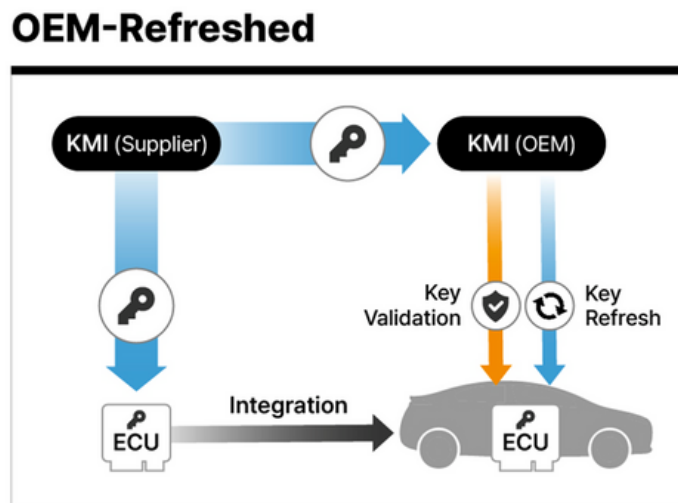 OEM-Refreshed
KMI (Supplier)
KMI (OEM)
Key
Validation
Key
Refresh
Integration
ECU
ECU